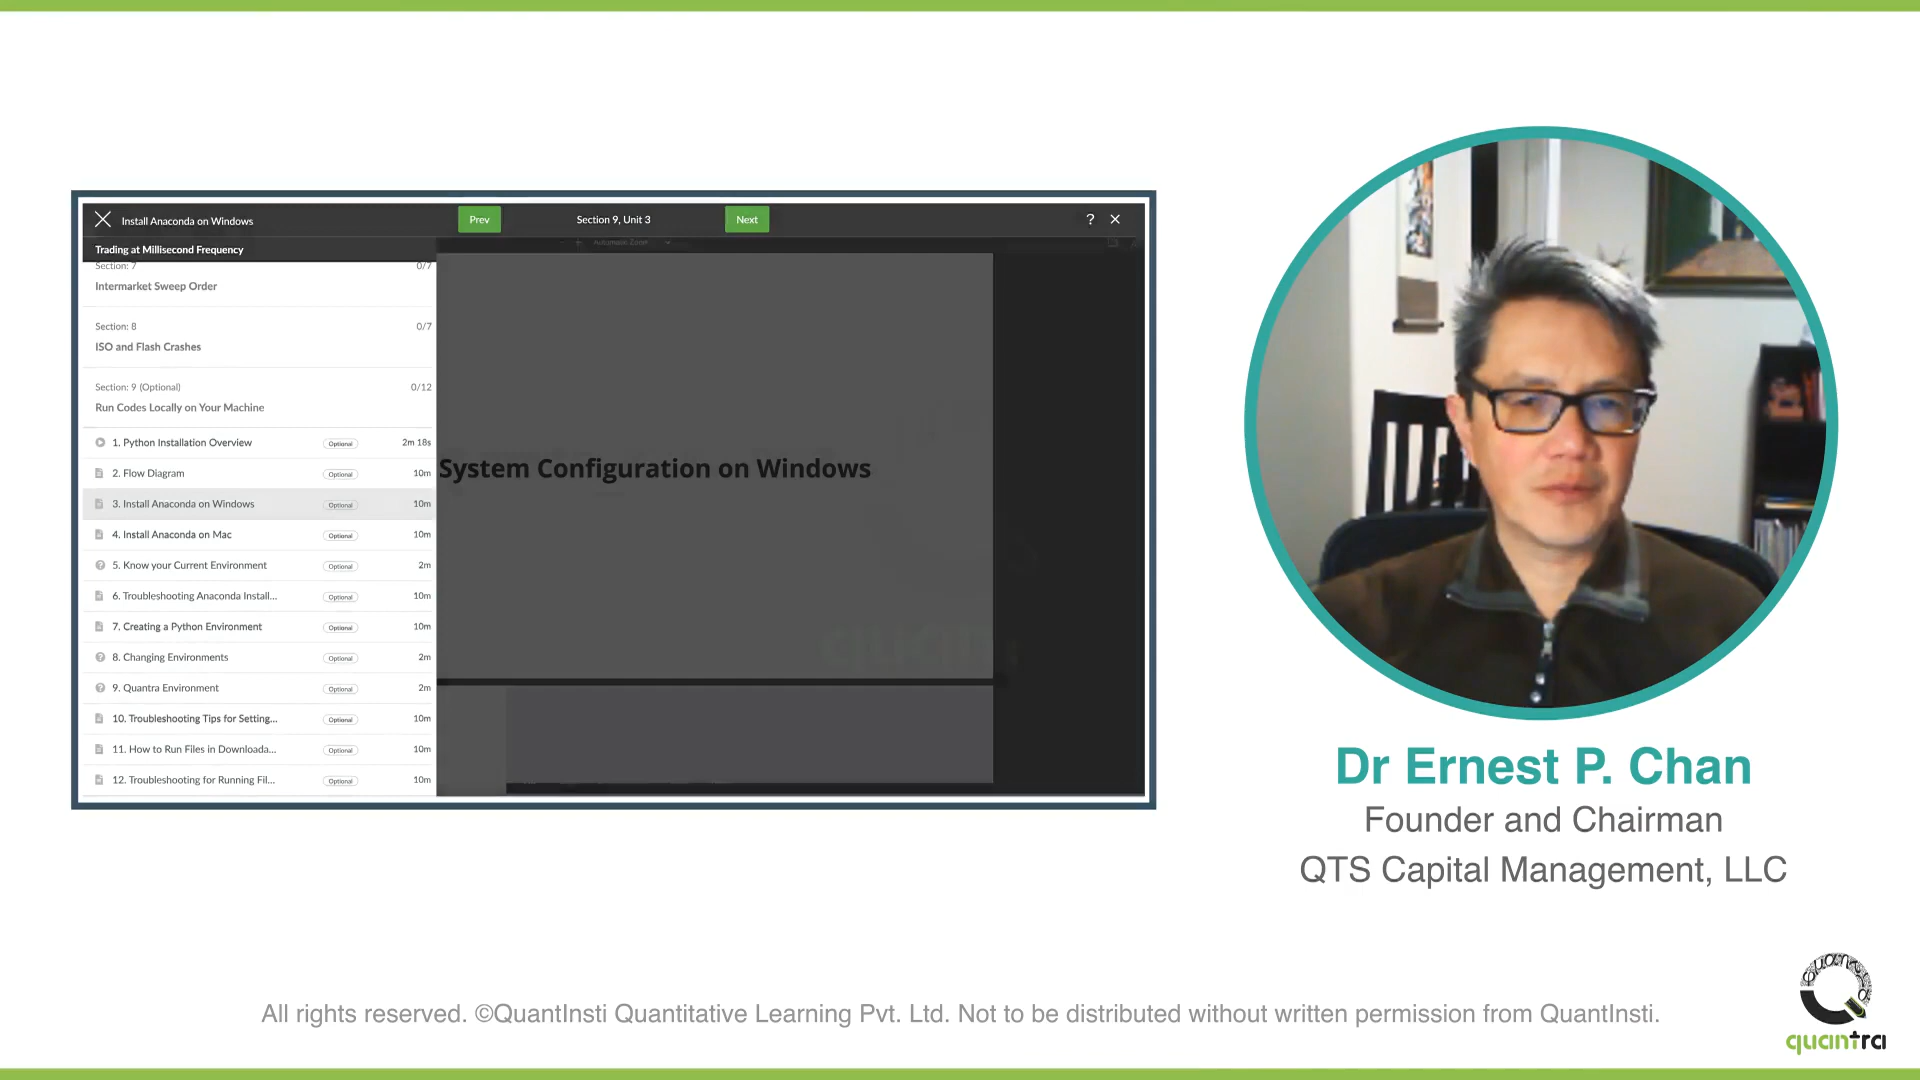 Install Anaconda on Windows
Prev
Section 9, Unit 3
Next
?
Trading at Millisecond Frequency
Automatic Zoom
Section: 7 0/7
Intermarket Sweep Order
Section: 8 0/7
ISO and Flash Crashes
Section: 9 (Optional) 0/12
Run Codes Locally on Your Machine
1. Python Installation Overview Optional 2m 18s
2. Flow Diagram Optional 10m
3. Install Anaconda on Windows Optional 10m
4. Install Anaconda on Mac Optional 10m
5. Know your Current Environment Optional 2m
6. Troubleshooting Anaconda Install... Optional 10m
7. Creating a Python Environment Optional 10m
8. Changing Environments Optional 2m
9. Quantra Environment Optional 2m
10. Troubleshooting Tips for Setting... Optional 10m
11. How to Run Files in Downloada... Optional 10m
12. Troubleshooting for Running Fil... Optional 10m
System Configuration on Windows
Dr Ernest P. Chan
Founder and Chairman
QTS Capital Management, LLC
All rights reserved. ©QuantInsti Quantitative Learning Pvt. Ltd. Not to be distributed without written permission from QuantInsti.
quantra